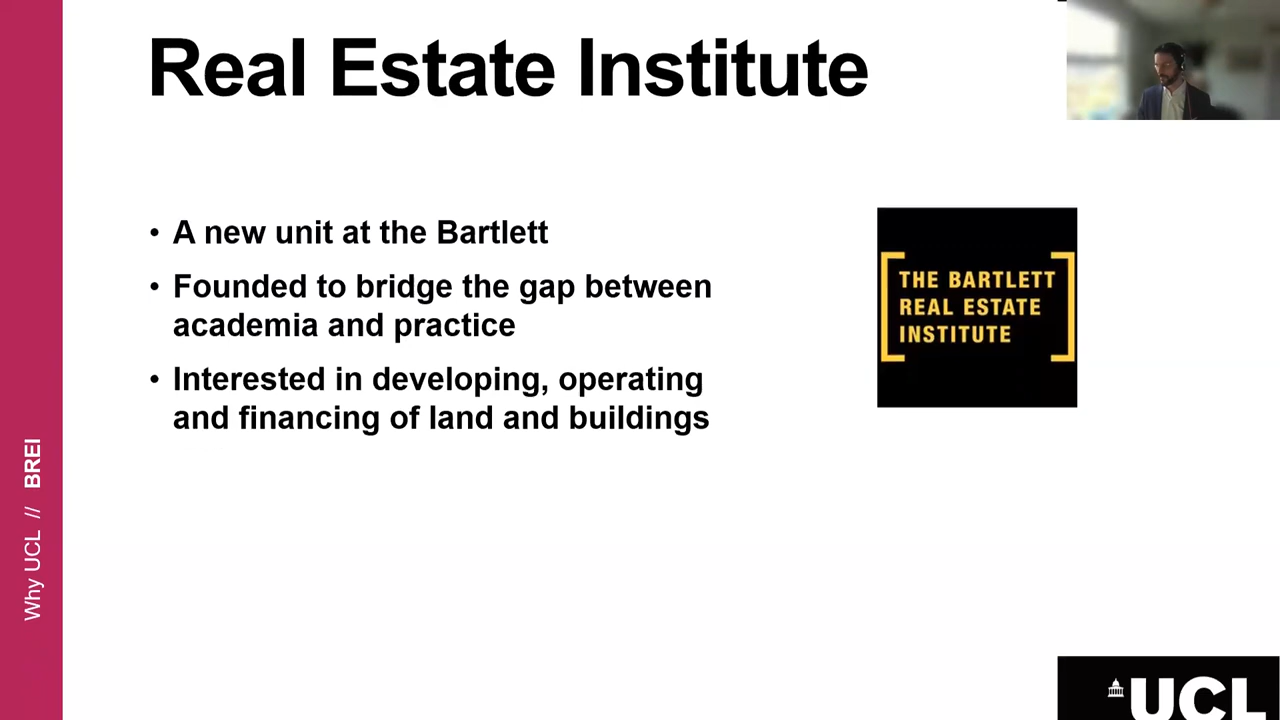 Real Estate Institute
• A new unit at the Bartlett
• Founded to bridge the gap between
academia and practice
• Interested in developing, operating
and financing of land and buildings
THE BARTLETT
REAL ESTATE
INSTITUTE
Why UCL // BREI
UCL